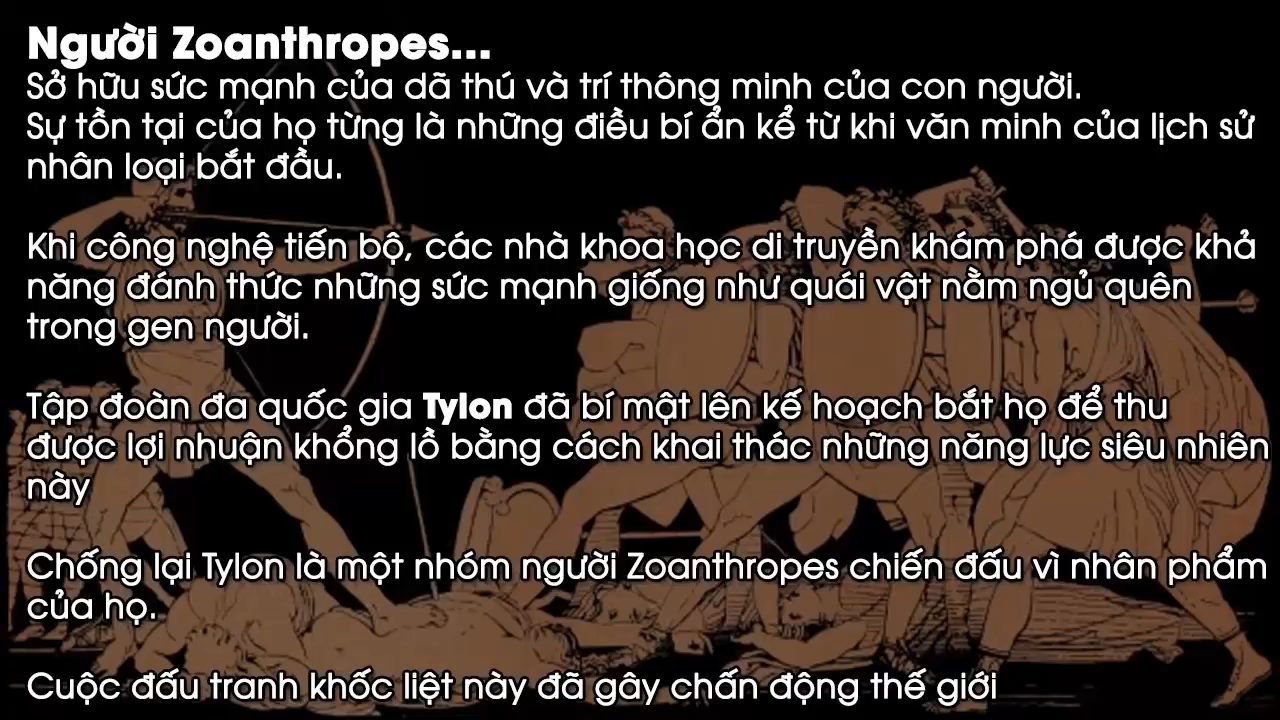 Người Zoanthropes...
Sở hữu sức mạnh của dã thú và trí thông minh của con người.
Sự tồn tại của họ từng là những điều bí ẩn kể từ khi văn minh của lịch sử
nhân loại bắt đầu.
Khi công nghệ tiến bộ, các nhà khoa học di truyền khám phá được khả
năng đánh thức những sức mạnh giống như quái vật nằm ngủ quên
trong gen người.
Tập đoàn đa quốc gia Tylon đã bí mật lên kế hoạch bắt họ để thu
được lợi nhuận khổng lồ bằng cách khai thác những năng lực siêu nhiên
này
Chống lại Tylon là một nhóm người Zoanthropes chiến đấu vì nhân phẩm
của họ.
Cuộc đấu tranh khốc liệt này đã gây chấn động thế giới